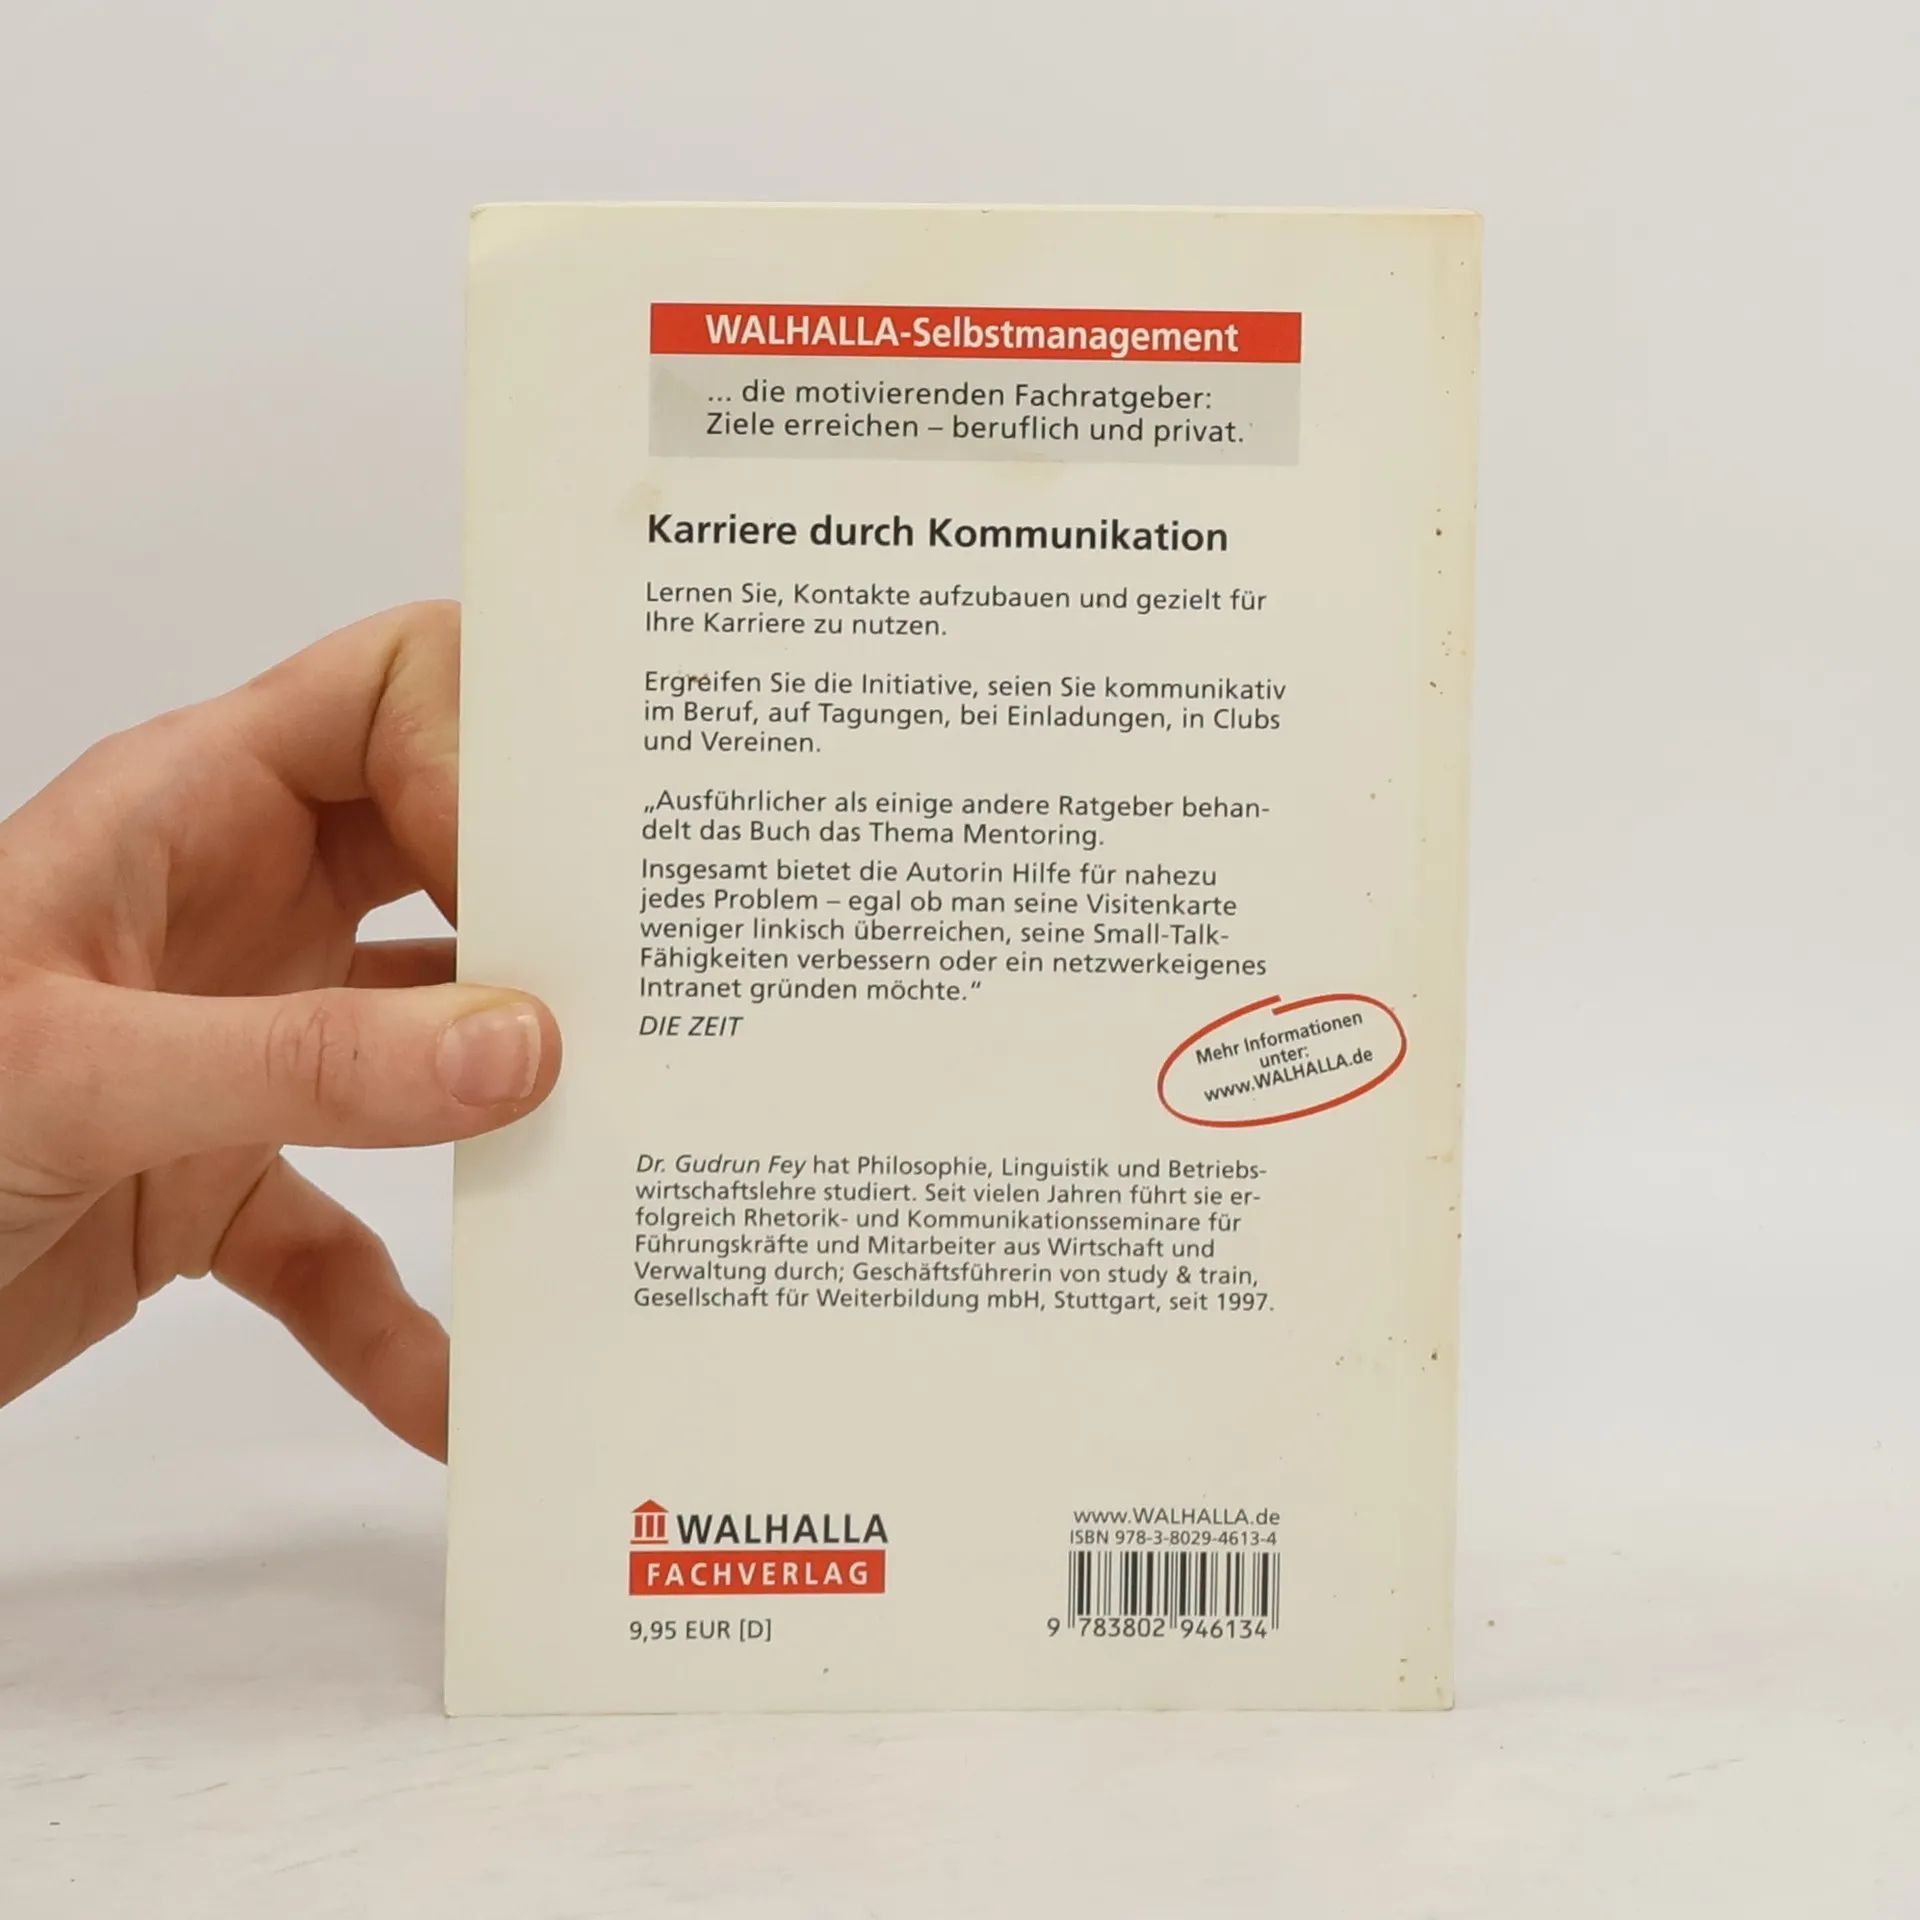 WALHALLA-Selbstmanagement
... die motivierenden Fachratgeber:
Ziele erreichen – beruflich und privat.
Karriere durch Kommunikation
Lernen Sie, Kontakte aufzubauen und gezielt für
Ihre Karriere zu nutzen.
Ergreifen Sie die Initiative, seien Sie kommunikativ
im Beruf, auf Tagungen, bei Einladungen, in Clubs
und Vereinen.
„Ausführlicher als einige andere Ratgeber behan-
delt das Buch das Thema Mentoring.
Insgesamt bietet die Autorin Hilfe für nahezu
jedes Problem – egal ob man seine Visitenkarte
weniger linkisch überreichen, seine Small-Talk-
Fähigkeiten verbessern oder ein netzwerkeigenes
Intranet gründen möchte.“
DIE ZEIT
Mehr Informationen
unter:
www.WALHALLA.de
Dr. Gudrun Fey hat Philosophie, Linguistik und Betriebs-
wirtschaftslehre studiert. Seit vielen Jahren führt sie er-
folgreich Rhetorik- und Kommunikationsseminare für
Führungskräfte und Mitarbeiter aus Wirtschaft und
Verwaltung durch; Geschäftsführerin von study & train,
Gesellschaft für Weiterbildung mbH, Stuttgart, seit 1997.
WALHALLA
FACHVERLAG
9,95 EUR [D]
www.WALHALLA.de
ISBN 978-3-8029-4613-4
9 783802 946134